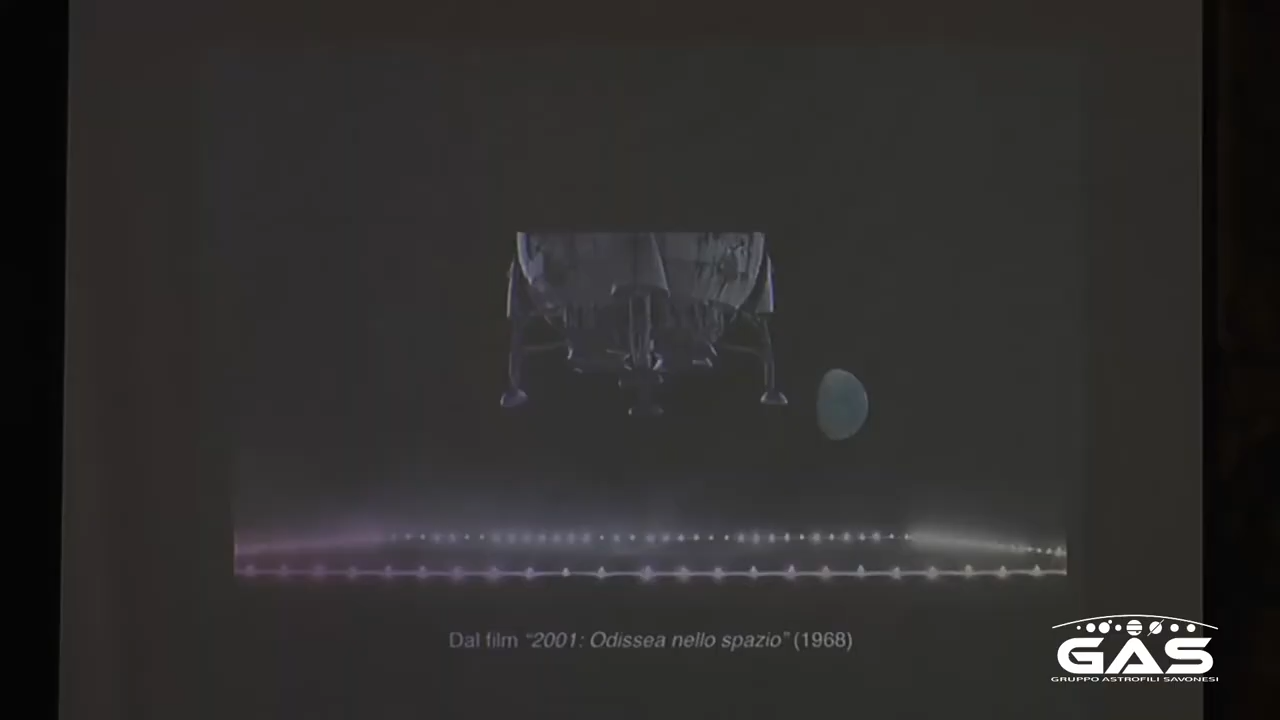 Dal film "2001: Odissea nello spazio" (1968)
GAS
GRUPPO ASTROFILI SAVONESI